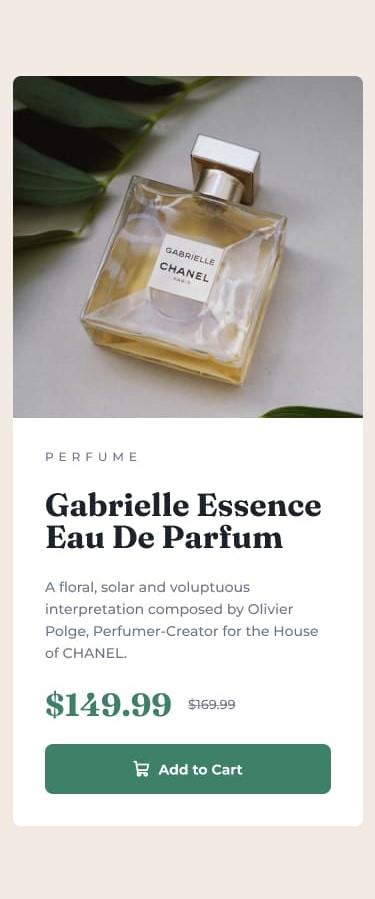 GABRIELLE
CHANEL
PARIS
PERFUME
Gabrielle Essence
Eau De Parfum
A floral, solar and voluptuous
interpretation composed by Olivier
Polge, Perfumer-Creator for the House
of CHANEL.
$149.99 $169.99
Add to Cart